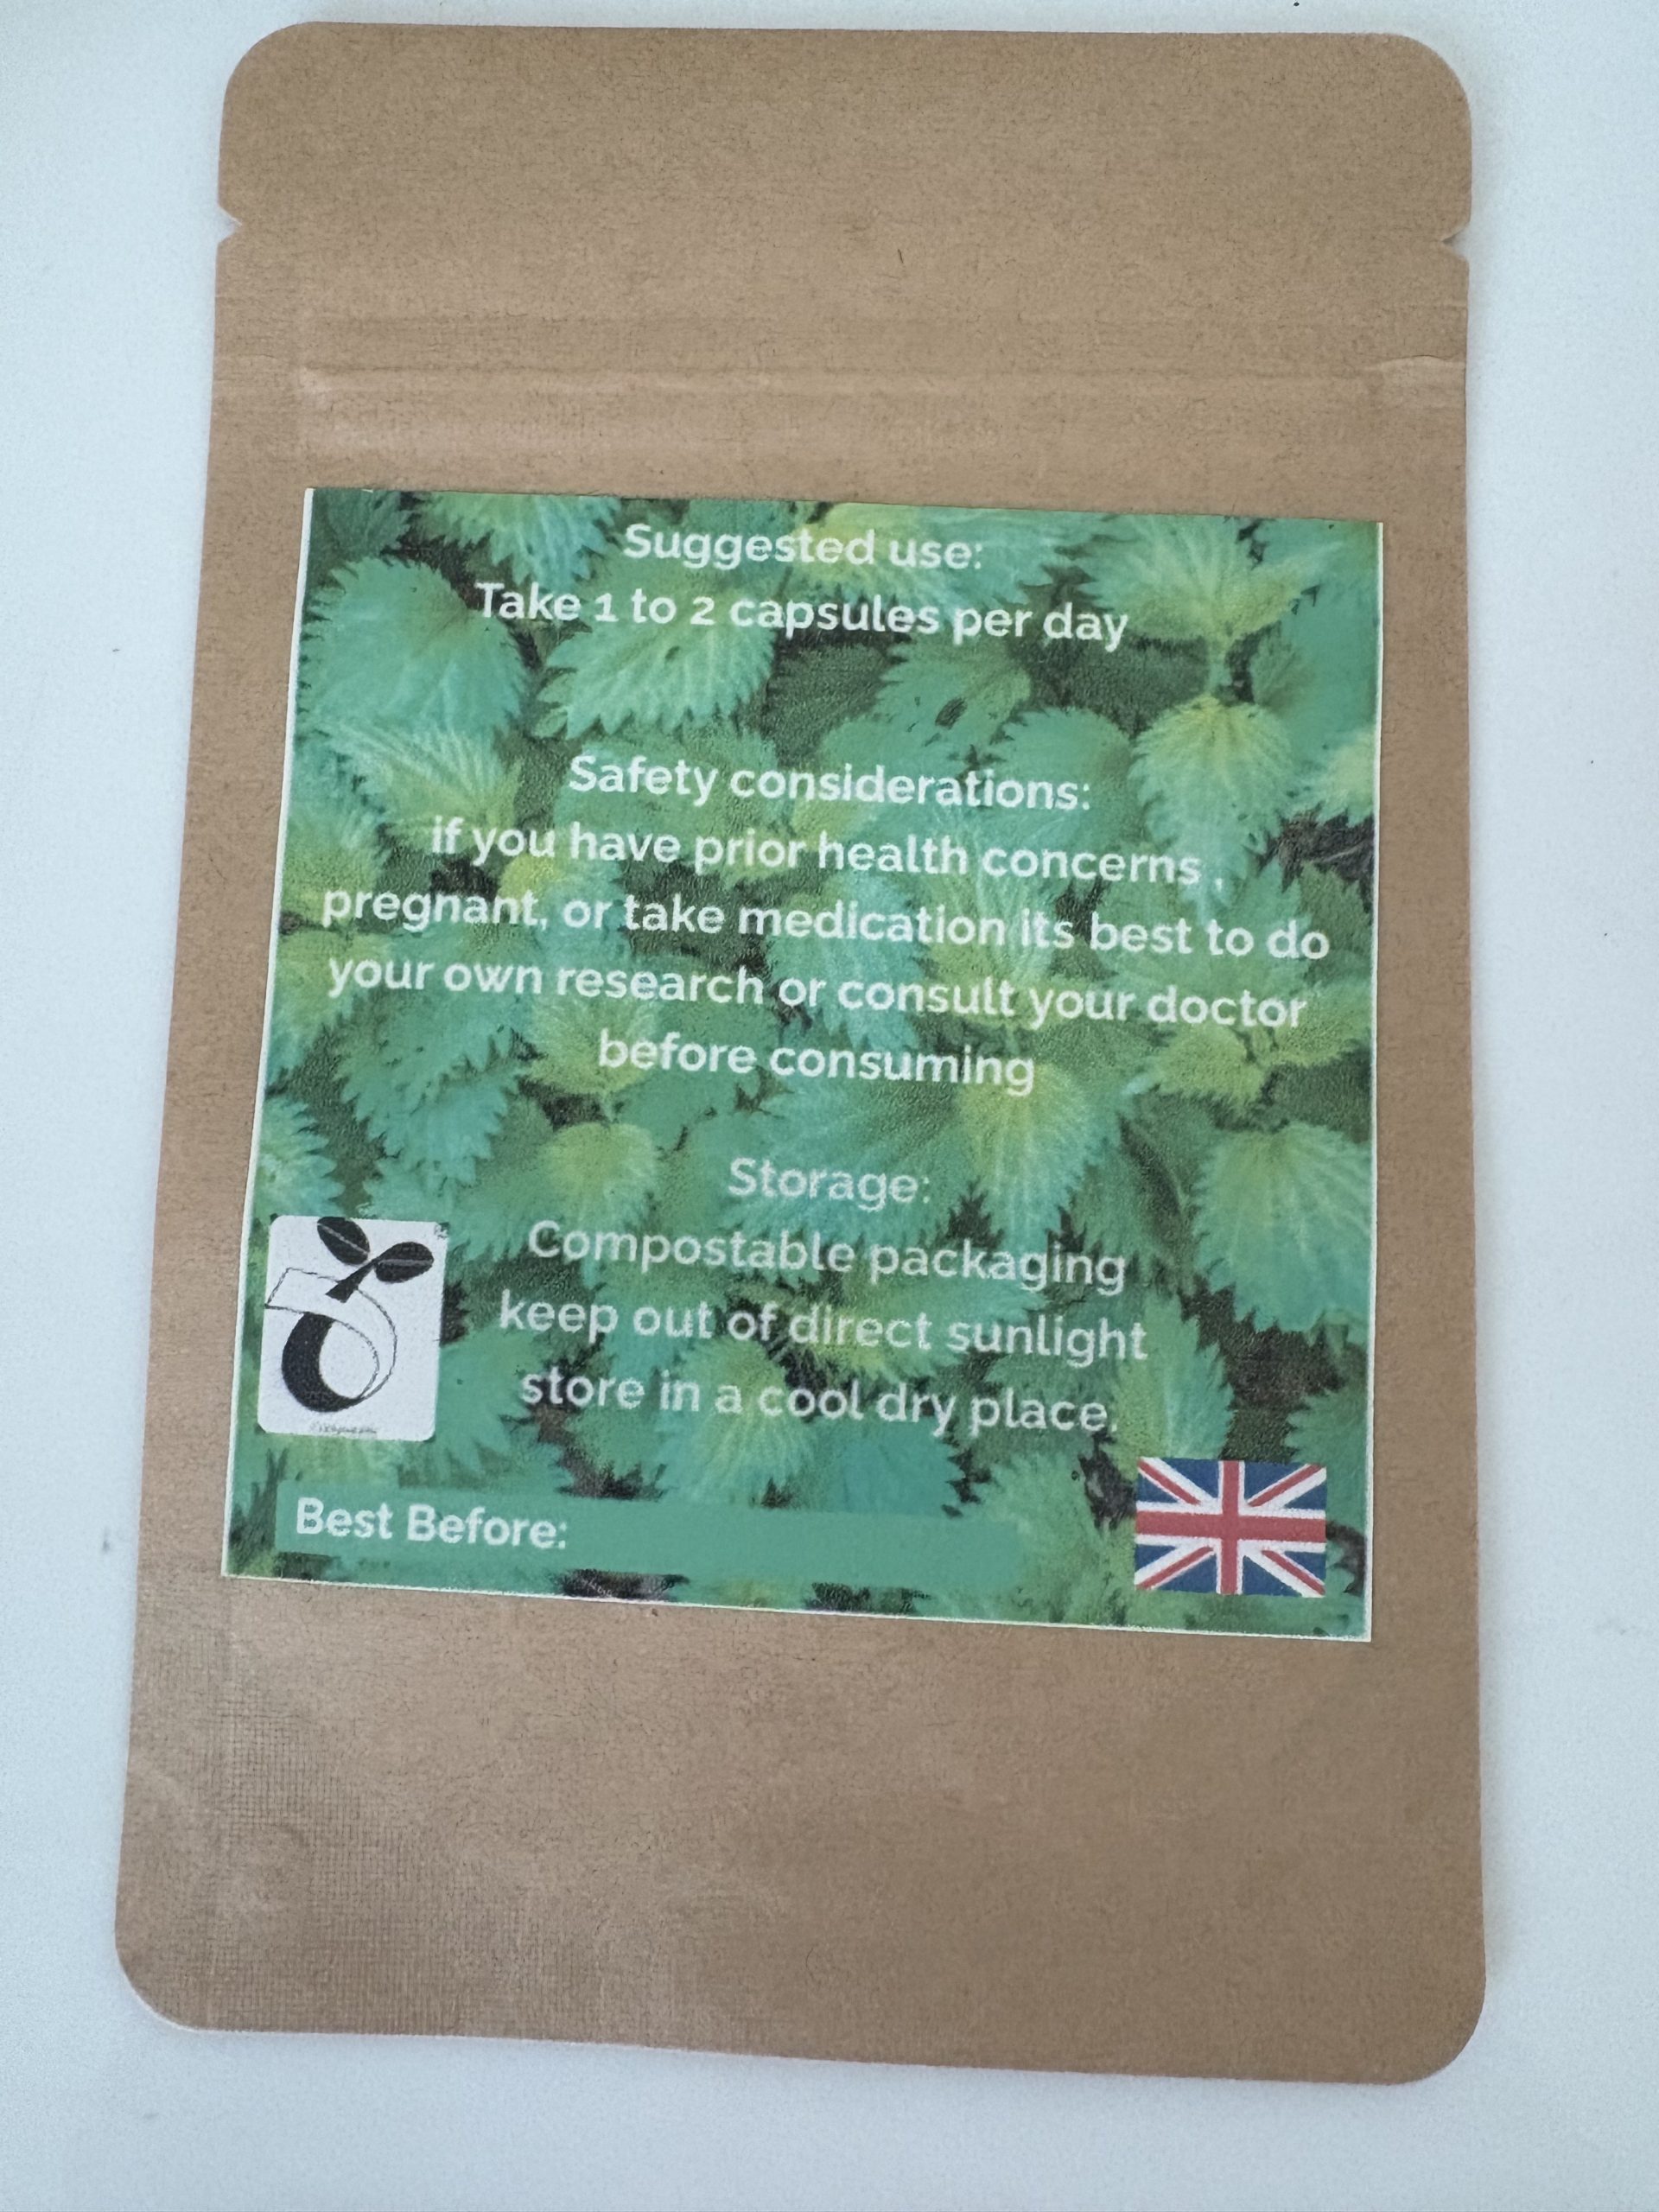 Suggested use:
Take 1 to 2 capsules per day
Safety considerations:
if you have prior health concerns ,
pregnant, or take medication its best to do
your own research or consult your doctor
before consuming
Storage:
Compostable packaging
keep out of direct sunlight
store in a cool dry place.
Best Before: